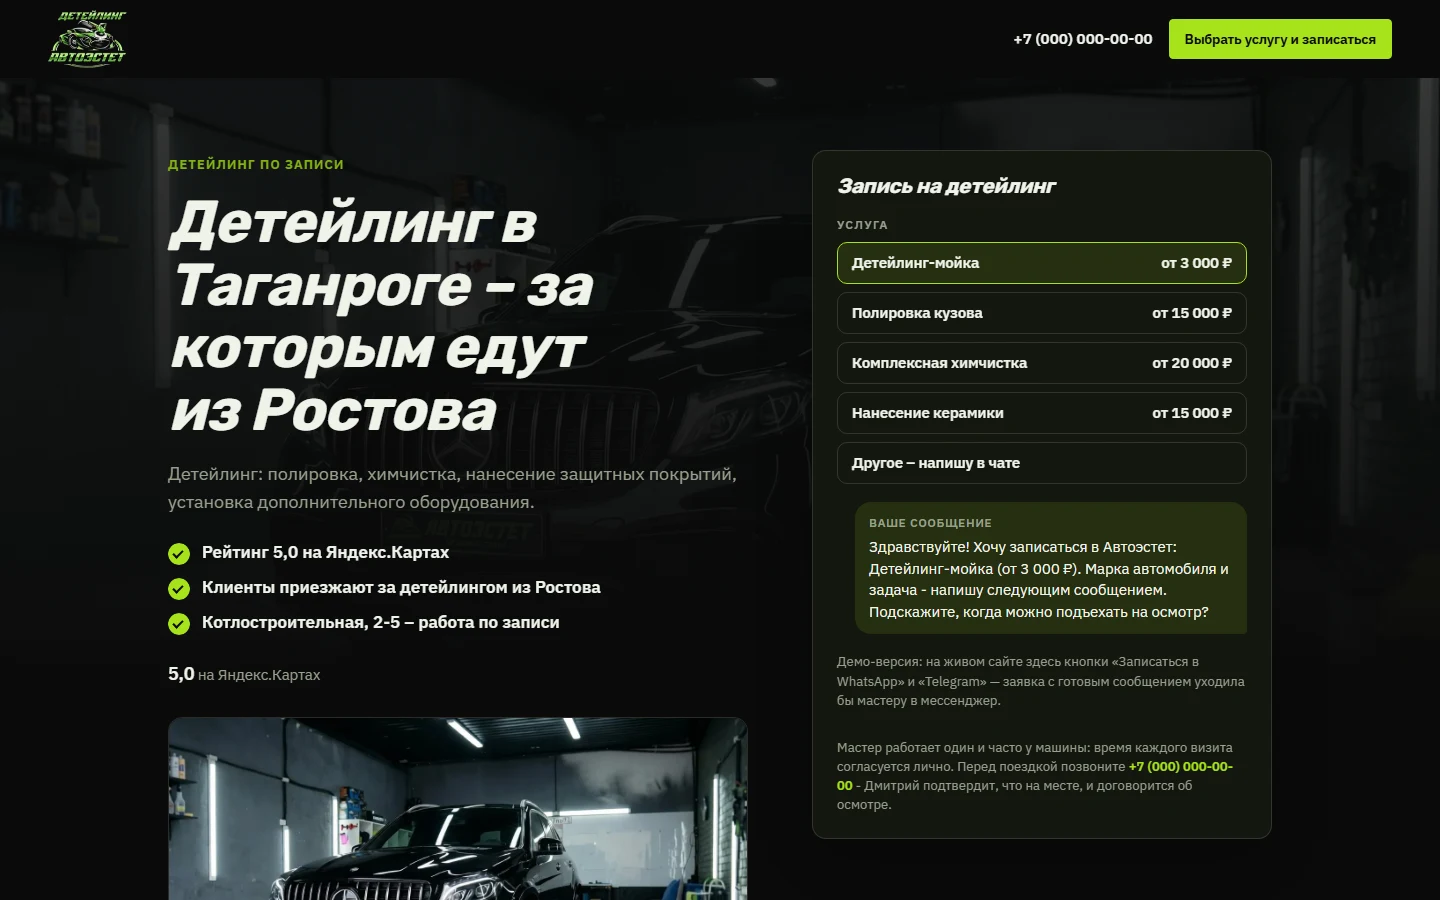 ДЕТЕЙЛИНГ
АВТОЭСТЕТ
+7 (000) 000-00-00
Выбрать услугу и записаться
ДЕТЕЙЛИНГ ПО ЗАПИСИ
Детейлинг в
Таганроге – за
которым едут
из Ростова
Детейлинг: полировка, химчистка, нанесение защитных покрытий,
установка дополнительного оборудования.
АВТОЭСТЕТ
Рейтинг 5,0 на Яндекс.Картах
Клиенты приезжают за детейлингом из Ростова
Котлостроительная, 2-5 – работа по записи
5,0 на Яндекс.Картах
Запись на детейлинг
УСЛУГА
Детейлинг-мойка от 3 000 ₽
Полировка кузова от 15 000 ₽
Комплексная химчистка от 20 000 ₽
Нанесение керамики от 15 000 ₽
Другое – напишу в чате
ВАШЕ СООБЩЕНИЕ
Здравствуйте! Хочу записаться в Автоэстет:
Детейлинг-мойка (от 3 000 ₽). Марка автомобиля и
задача - напишу следующим сообщением.
Подскажите, когда можно подъехать на осмотр?
Демо-версия: на живом сайте здесь кнопки «Записаться в
WhatsApp» и «Telegram» — заявка с готовым сообщением уходила
бы мастеру в мессенджер.
Мастер работает один и часто у машины: время каждого визита
согласуется лично. Перед поездкой позвоните +7 (000) 000-00-
00 - Дмитрий подтвердит, что на месте, и договорится об
осмотре.